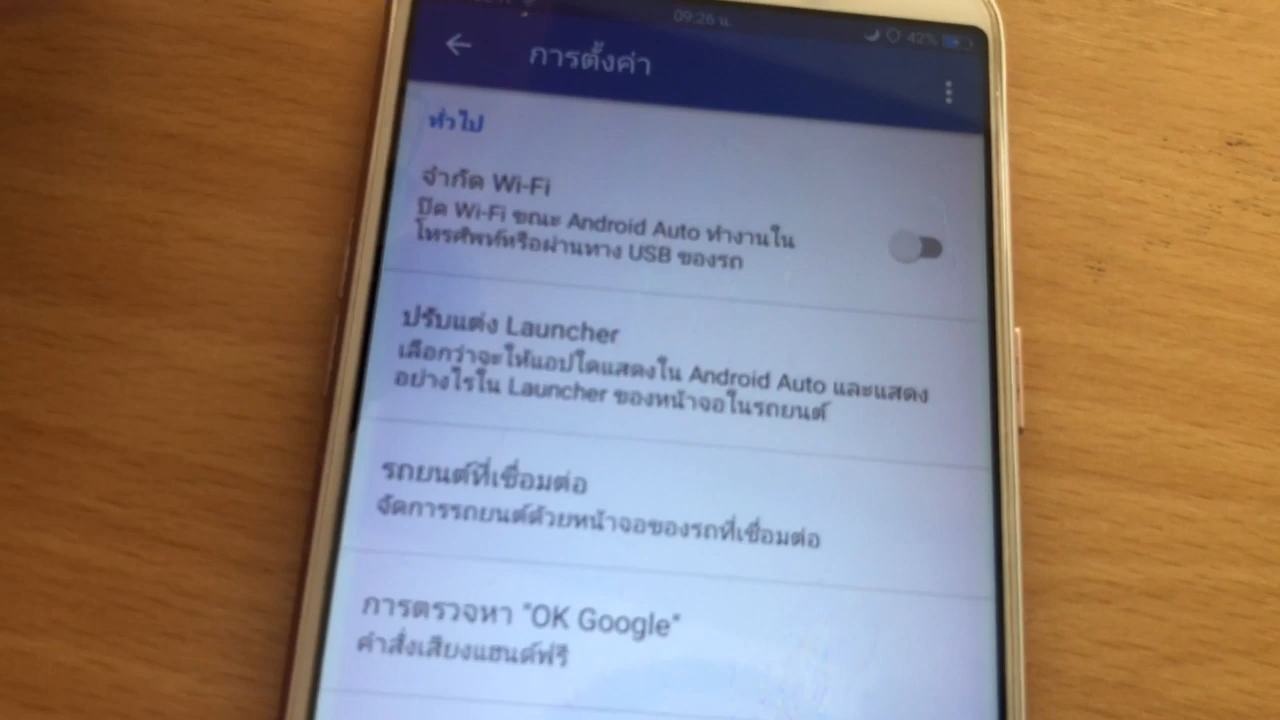 09:26 น.
42%
การตั้งค่า
ทั่วไป
จำกัด Wi-Fi
ปิด Wi-Fi ขณะ Android Auto ทำงานใน
โทรศัพท์หรือผ่านทาง USB ของรถ
ปรับแต่ง Launcher
เลือกว่าจะให้แอปใดแสดงใน Android Auto และแสดง
อย่างไรใน Launcher ของหน้าจอในรถยนต์
รถยนต์ที่เชื่อมต่อ
จัดการรถยนต์ด้วยหน้าจอของรถที่เชื่อมต่อ
การตรวจหา "OK Google"
คำสั่งเสียงแฮนด์ฟรี